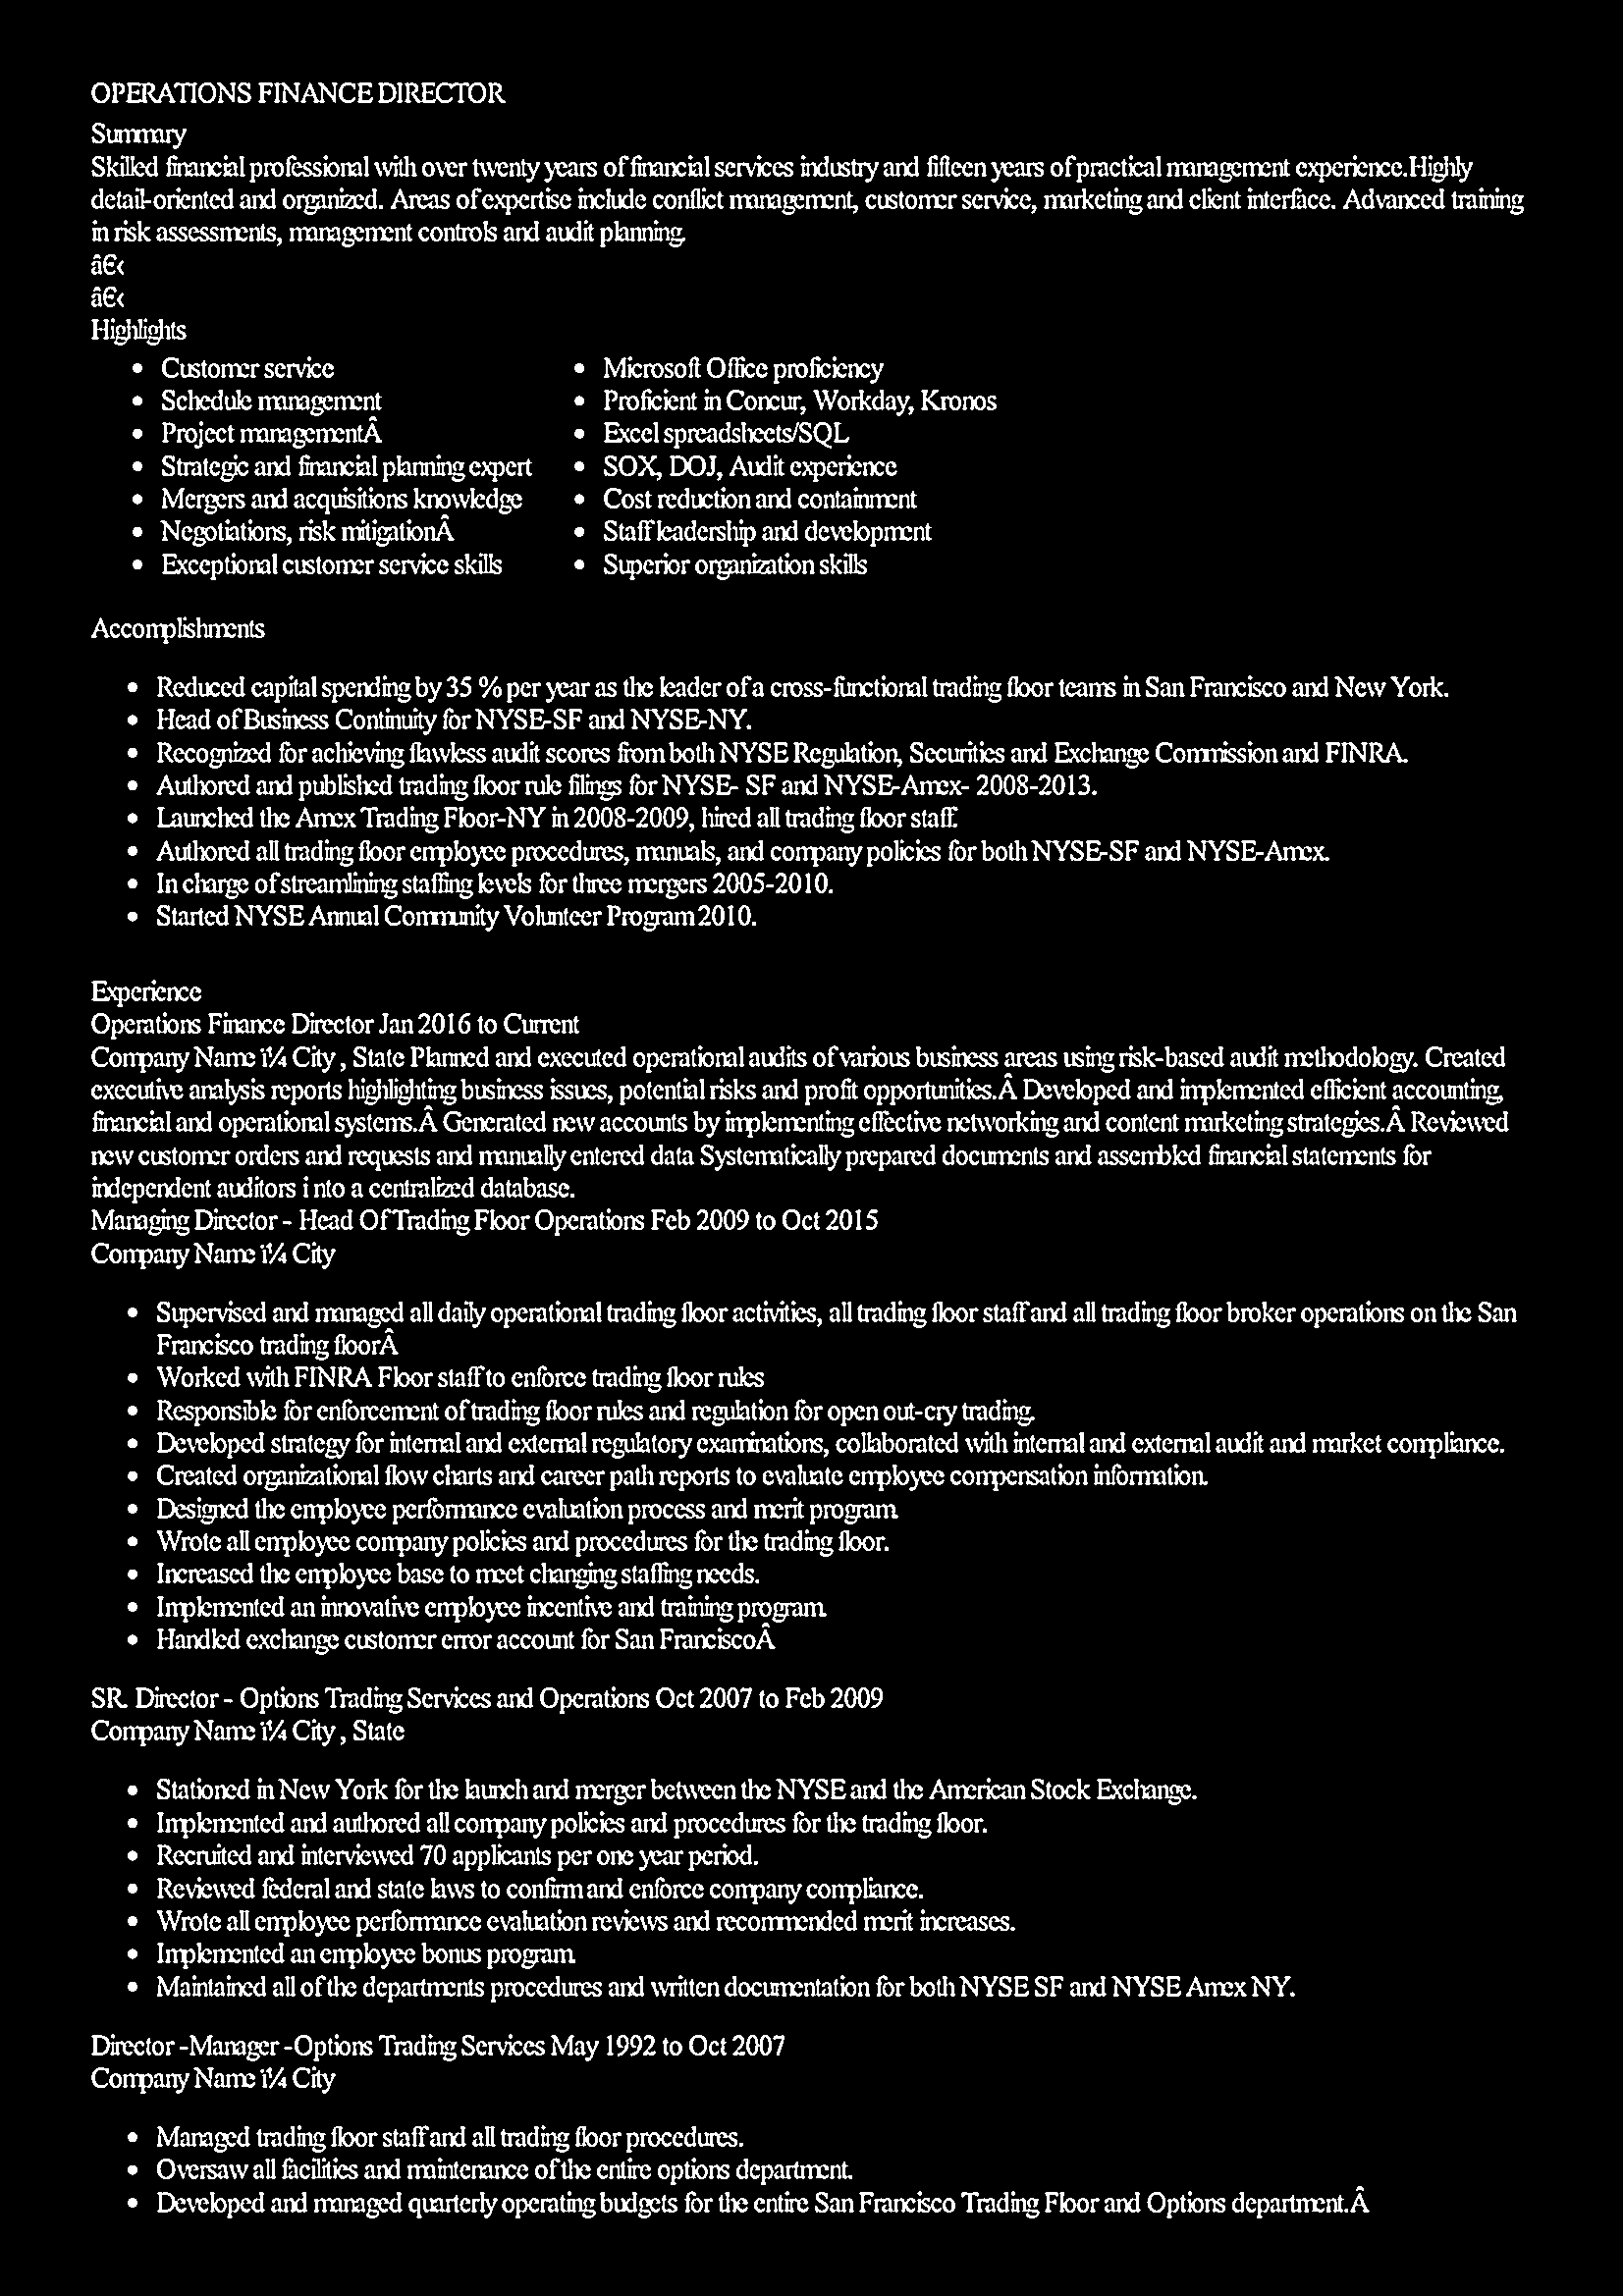 OPERATIONS FINANCE DIRECTOR
Summary
Skilled financial professional with over twenty years of financial services industry and fifteen years of practical management experience.Highly
detail-oriented and organized. Areas of expertise include conflict management, customer service, marketing and client interface. Advanced training
in risk assessments, management controls and audit planning.
â€‹
â€‹
Highlights
• Customer service
• Schedule management
• Project managementÂ
• Strategic and financial planning expert
• Mergers and acquisitions knowledge
• Negotiations, risk mitigationÂ
• Exceptional customer service skills
• Microsoft Office proficiency
• Proficient in Concur, Workday, Kronos
• Excel spreadsheets/SQL
• SOX, DOJ, Audit experience
• Cost reduction and containment
• Staff leadership and development
• Superior organization skills
Accomplishments
• Reduced capital spending by 35 % per year as the leader of a cross-functional trading floor teams in San Francisco and New York.
• Head of Business Continuity for NYSE-SF and NYSE-NY.
• Recognized for achieving flawless audit scores from both NYSE Regulation, Securities and Exchange Commission and FINRA.
• Authored and published trading floor rule filings for NYSE- SF and NYSE-Amex- 2008-2013.
• Launched the Amex Trading Floor-NY in 2008-2009, hired all trading floor staff.
• Authored all trading floor employee procedures, manuals, and company policies for both NYSE-SF and NYSE-Amex.
• In charge of streamlining staffing levels for three mergers 2005-2010.
• Started NYSE Annual Community Volunteer Program 2010.
Experience
Operations Finance Director Jan 2016 to Current
Company Name ï¼ City , State Planned and executed operational audits of various business areas using risk-based audit methodology. Created
executive analysis reports highlighting business issues, potential risks and profit opportunities.Â Developed and implemented efficient accounting,
financial and operational systems.Â Generated new accounts by implementing effective networking and content marketing strategies.Â Reviewed
new customer orders and requests and manually entered data Systematically prepared documents and assembled financial statements for
independent auditors i nto a centralized database.
Managing Director - Head Of Trading Floor Operations Feb 2009 to Oct 2015
Company Name ï¼ City
• Supervised and managed all daily operational trading floor activities, all trading floor staff and all trading floor broker operations on the San
Francisco trading floorÂ
• Worked with FINRA Floor staff to enforce trading floor rules
• Responsible for enforcement of trading floor rules and regulation for open out-cry trading.
• Developed strategy for internal and external regulatory examinations, collaborated with internal and external audit and market compliance.
• Created organizational flow charts and career path reports to evaluate employee compensation information.
• Designed the employee performance evaluation process and merit program.
• Wrote all employee company policies and procedures for the trading floor.
• Increased the employee base to meet changing staffing needs.
• Implemented an innovative employee incentive and training program.
• Handled exchange customer error account for San FranciscoÂ
SR. Director - Options Trading Services and Operations Oct 2007 to Feb 2009
Company Name ï¼ City , State
• Stationed in New York for the launch and merger between the NYSE and the American Stock Exchange.
• Implemented and authored all company policies and procedures for the trading floor.
• Recruited and interviewed 70 applicants per one year period.
• Reviewed federal and state laws to confirm and enforce company compliance.
• Wrote all employee performance evaluation reviews and recommended merit increases.
• Implemented an employee bonus program.
• Maintained all of the departments procedures and written documentation for both NYSE SF and NYSE Amex NY.
Director -Manager -Options Trading Services May 1992 to Oct 2007
Company Name ï¼ City
• Managed trading floor staff and all trading floor procedures.
• Oversaw all facilities and maintenance of the entire options department.
• Developed and managed quarterly operating budgets for the entire San Francisco Trading Floor and Options department.Â